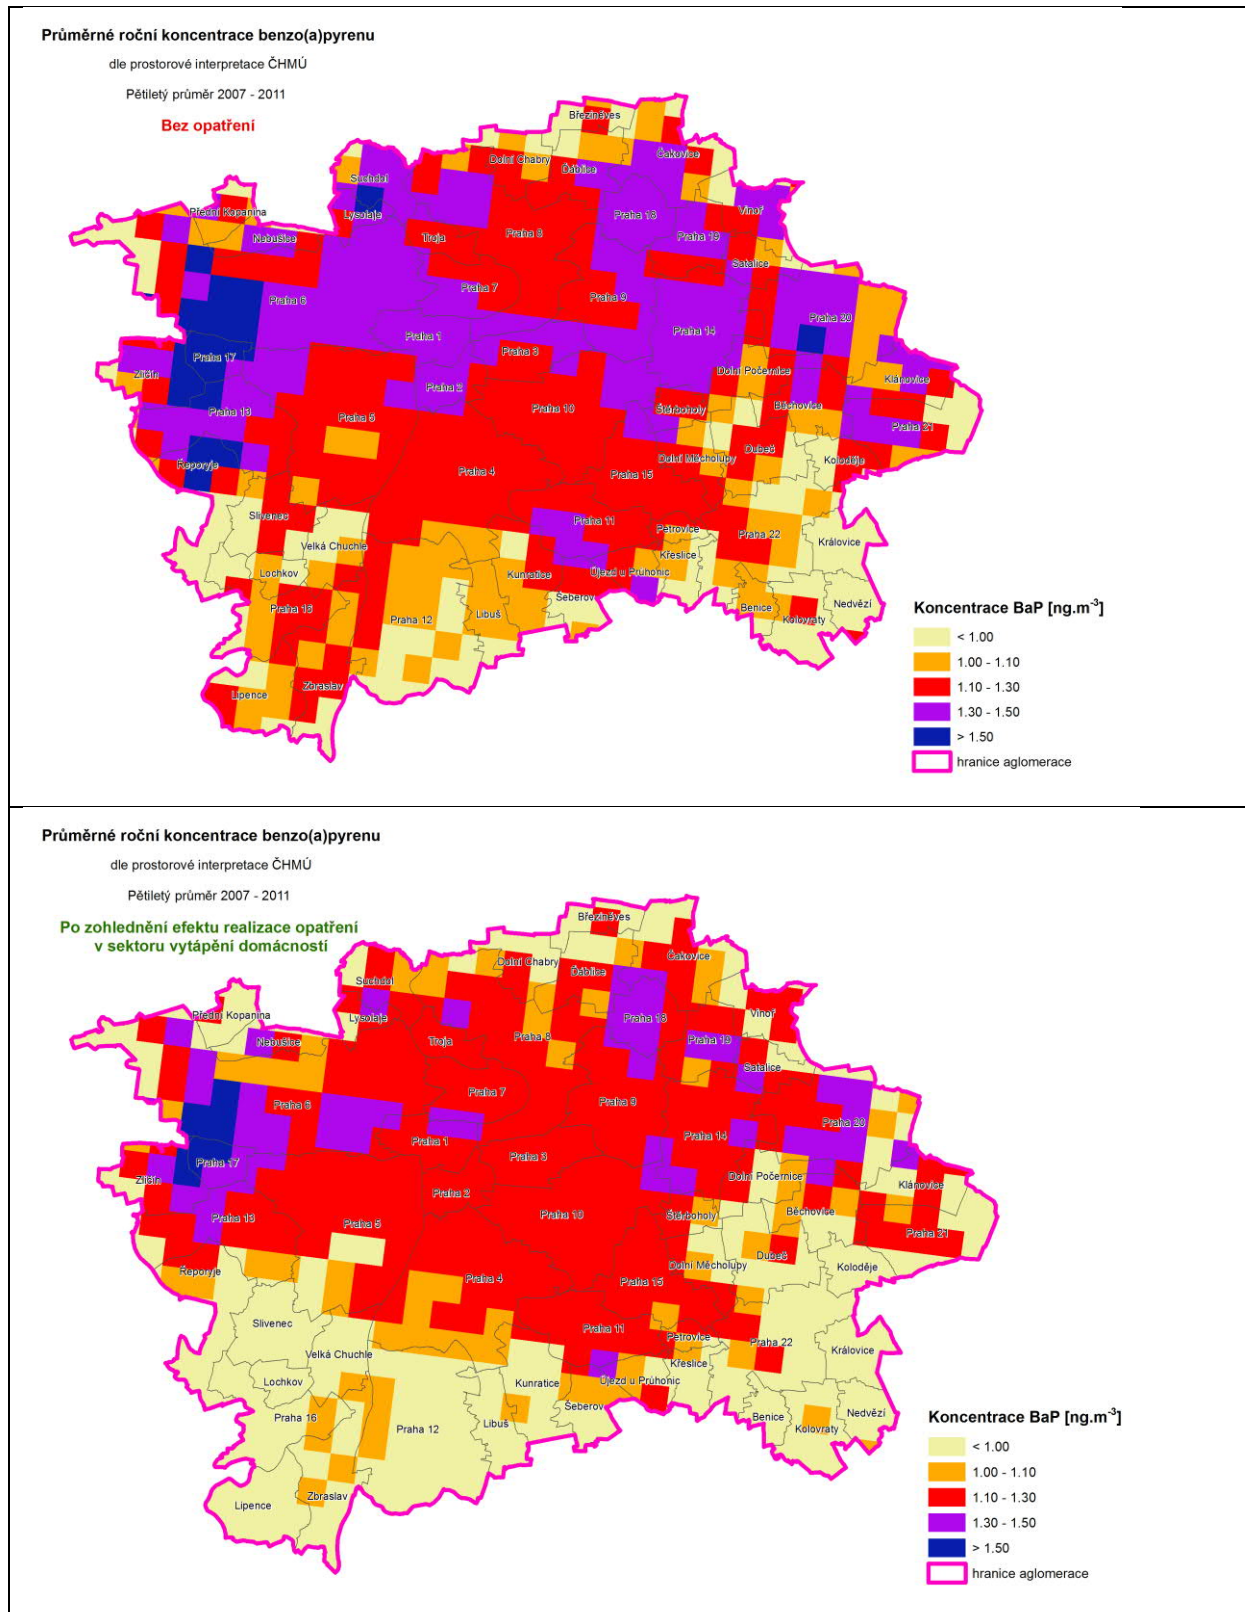 Průměrné roční koncentrace benzo(a)pyrenu
dle prostorové interpretace ČHMÚ
Pětiletý průměr 2007 - 2011
Bez opatření
Březiněves
Čakovice
Dolní Chabry
Ďáblice
Suchdol
Lysolaje
Přední Kopanina
Nebušice
Troja
Praha 8
Praha 18
Praha 19
Vinoř
Satalice
Praha 6
Praha 7
Praha 9
Praha 20
Praha 1
Praha 14
Praha 17
Praha 3
Zličín
Dolní Počernice
Klánovice
Praha 2
Praha 13
Praha 5
Praha 10
Štěrboholy
Běchovice
Praha 21
Řeporyje
Praha 4
Praha 15
Dolní Měcholupy
Dubeč
Koloděje
Slivenec
Velká Chuchle
Praha 11
Petrovice
Praha 22
Královice
Křeslice
Lochkov
Kunratice
Újezd u Průhonic
Šeberov
Praha 16
Praha 12
Libuš
Benice
Kolovraty
Nedvězí
Lipence
Zbraslav
Koncentrace BaP [ng.m-3]
< 1.00
1.00 - 1.10
1.10 - 1.30
1.30 - 1.50
> 1.50
hranice aglomerace
Průměrné roční koncentrace benzo(a)pyrenu
dle prostorové interpretace ČHMÚ
Pětiletý průměr 2007 - 2011
Po zohlednění efektu realizace opatření
v sektoru vytápění domácností
Březiněves
Čakovice
Dolní Chabry
Ďáblice
Suchdol
Lysolaje
Přední Kopanina
Nebušice
Troja
Praha 8
Praha 18
Praha 19
Vinoř
Satalice
Praha 6
Praha 7
Praha 9
Praha 20
Praha 1
Praha 14
Praha 17
Praha 3
Zličín
Dolní Počernice
Klánovice
Praha 2
Praha 13
Praha 5
Praha 10
Štěrboholy
Běchovice
Praha 21
Řeporyje
Praha 4
Praha 15
Dolní Měcholupy
Dubeč
Koloděje
Slivenec
Velká Chuchle
Praha 11
Petrovice
Praha 22
Královice
Křeslice
Lochkov
Kunratice
Újezd u Průhonic
Šeberov
Praha 16
Praha 12
Libuš
Benice
Kolovraty
Nedvězí
Lipence
Zbraslav
Koncentrace BaP [ng.m-3]
< 1.00
1.00 - 1.10
1.10 - 1.30
1.30 - 1.50
> 1.50
hranice aglomerace